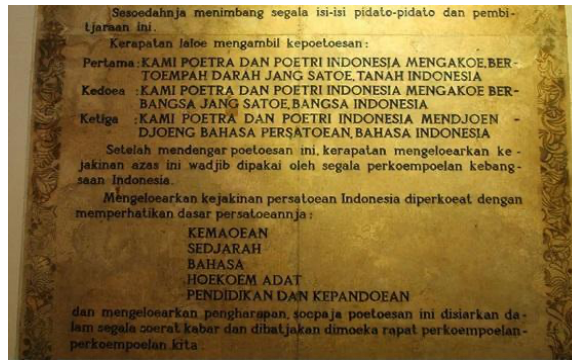 Sesoedahnja menimbang segala isi-isi pidato-pidato dan pembi-
tjaraan ini.
Kerapatan laloe mengambil kepoetoesan:
Pertama : KAMI POETRA DAN POETRI INDONESJA MENGAKOE, BER-
TOEMPAH DARAH JANG SATOE, TANAH INDONESIA
Kedoea : KAMI POETRA DAN POETRI INDONESIA MENGAKOE BER-
BANGSA JANG SATOE, BANGSA INDONESIA
Ketiga : KAMI POETRA DAN POETRI INDONESIA MENDJOEN -
DJOENG BAHASA PERSATOEAN, BAHASA INDONESIA
Setelah mendengar poetoesan ini, kerapatan mengeloearkan ke -
jakinan azas ini wadjib dipakai oleh segala perkoempoelan kebang -
saan Indonesia.
Mengeloearkan kejakinan persatoean Indonesia diperkoeat dengan
memperhatikan dasar persatoeannja :
KEMAOEAN
SEDJARAH
BAHASA
HOEKOEM ADAT
PENDIDIKAN DAN KEPANDOEAN
dan mengeloearkan pengharapan, soepaja poetoesan ini disiarkan da-
lam segala soerat kabar dan dibatjakan dimoeka rapat perkoempoelan-
perkoempoelan kita.